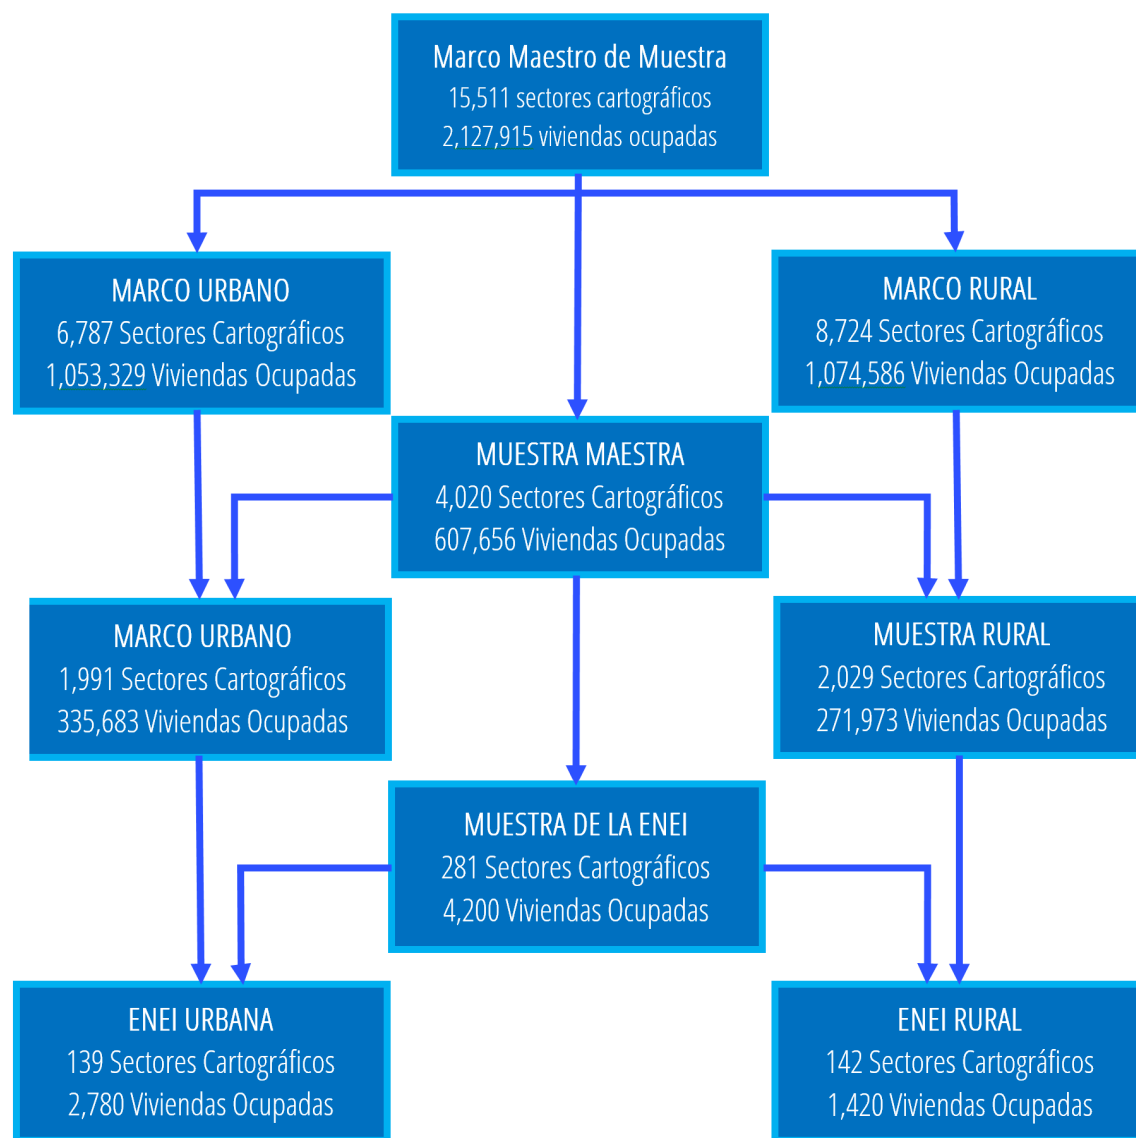 Marco Maestro de Muestra
15,511 sectores cartográficos
2,127,915 viviendas ocupadas
MARCO URBANO
6,787 Sectores Cartográficos
1,053,329 Viviendas Ocupadas
MARCO RURAL
8,724 Sectores Cartográficos
1,074,586 Viviendas Ocupadas
MUESTRA MAESTRA
4,020 Sectores Cartográficos
607,656 Viviendas Ocupadas
MARCO URBANO
1,991 Sectores Cartográficos
335,683 Viviendas Ocupadas
MUESTRA RURAL
2,029 Sectores Cartográficos
271,973 Viviendas Ocupadas
MUESTRA DE LA ENEI
281 Sectores Cartográficos
4,200 Viviendas Ocupadas
ENEI URBANA
139 Sectores Cartográficos
2,780 Viviendas Ocupadas
ENEI RURAL
142 Sectores Cartográficos
1,420 Viviendas Ocupadas